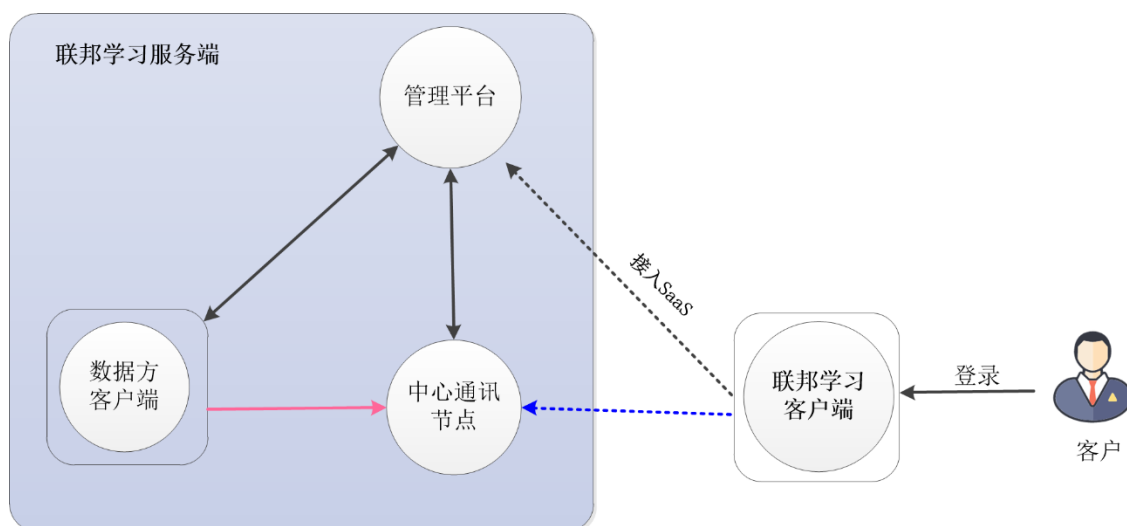 联邦学习服务端
管理平台
接入SaaS
数据方
客户端
中心通讯
节点
联邦学习
客户端
登录
客户